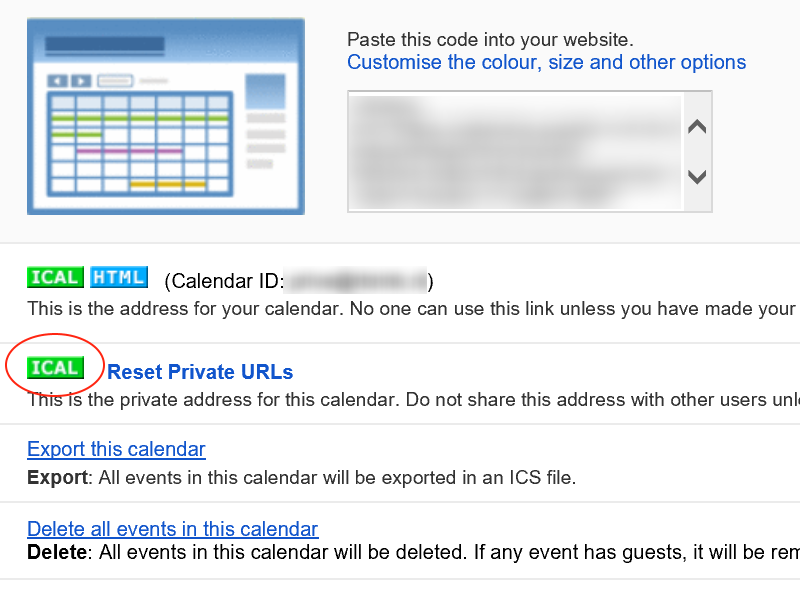 Paste this code into your website.
Customise the colour, size and other options
ICAL HTML (Calendar ID: )
This is the address for your calendar. No one can use this link unless you have made your
ICAL Reset Private URLs
This is the private address for this calendar. Do not share this address with other users
Export this calendar
Export: All events in this calendar will be exported in an ICS file.
Delete all events in this calendar
Delete: All events in this calendar will be deleted. If any event has guests, it will be